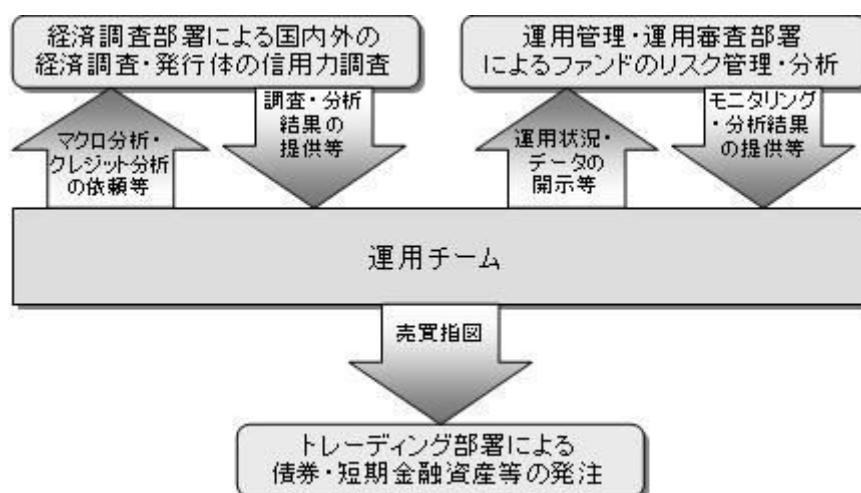 経済調査部署による国内外の
経済調査・発行体の信用力調査
運用管理・運用審査部署
によるファンドのリスク管理・分析
マクロ分析・
クレジット分析
の依頼等
調査・分析
結果の
提供等
運用状況・
データの
開示等
モニタリング
・分析結果
の提供等
運用チーム
売買指図
トレーディング部署による
債券・短期金融資産等の発注